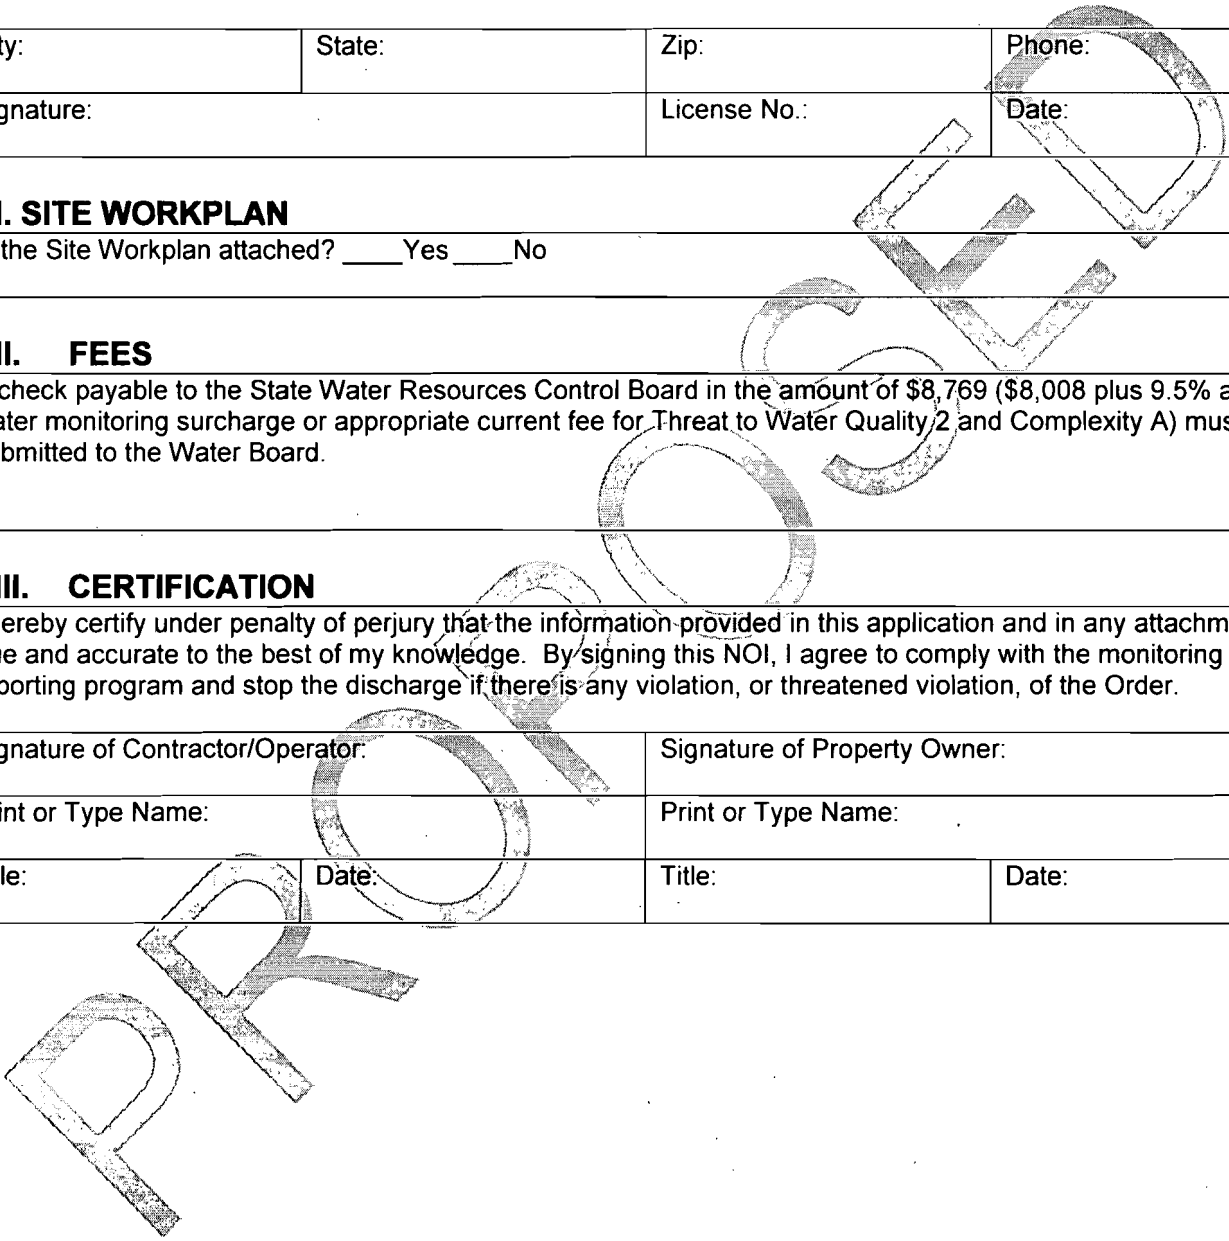 ty: State: Zip: Phone:
gnature: License No.: Date:
I. SITE WORKPLAN
the Site Workplan attached? ____Yes ____No
II. FEES
check payable to the State Water Resources Control Board in the amount of $8,769 ($8,008 plus 9.5% a
ater monitoring surcharge or appropriate current fee for Threat to Water Quality 2 and Complexity A) mus
bmitted to the Water Board.
III. CERTIFICATION
ereby certify under penalty of perjury that the information provided in this application and in any attachm
e and accurate to the best of my knowledge. By signing this NOI, I agree to comply with the monitoring
porting program and stop the discharge if there is any violation, or threatened violation, of the Order.
gnature of Contractor/Operator: Signature of Property Owner:
int or Type Name: Print or Type Name:
le: Date: Title: Date:
PROPOSED